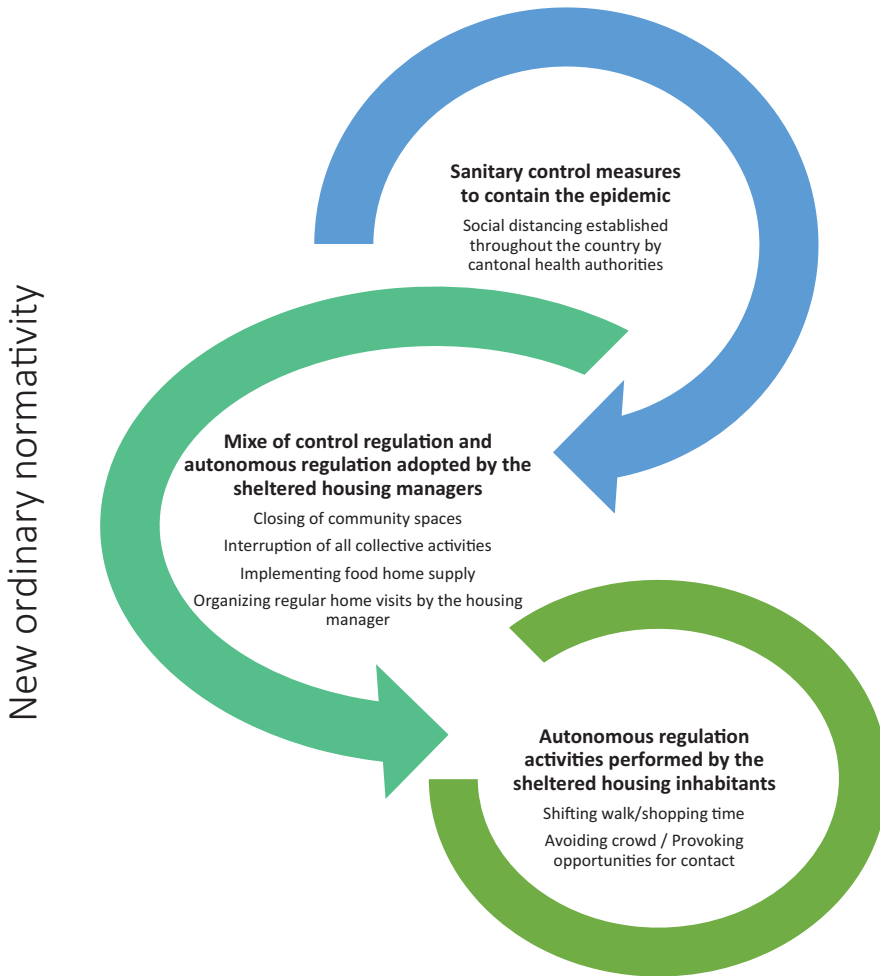 New ordinary normativity
Sanitary control measures
to contain the epidemic
Social distancing established
throughout the country by
cantonal health authorities
Mixe of control regulation and
autonomous regulation adopted by the
sheltered housing managers
Closing of community spaces
Interruption of all collective activities
Implementing food home supply
Organizing regular home visits by the housing
manager
Autonomous regulation
activities performed by the
sheltered housing inhabitants
Shifting walk/shopping time
Avoiding crowd / Provoking
opportunities for contact